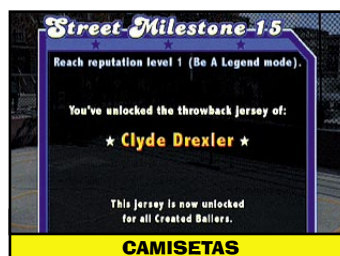 Street Milestone 15
Reach reputation level 1 (Be A Legend mode).
You've unlocked the throwback jersey of:
★ Clyde Drexler ★
This jersey is now unlocked
for all Created Ballers.
CAMISETAS